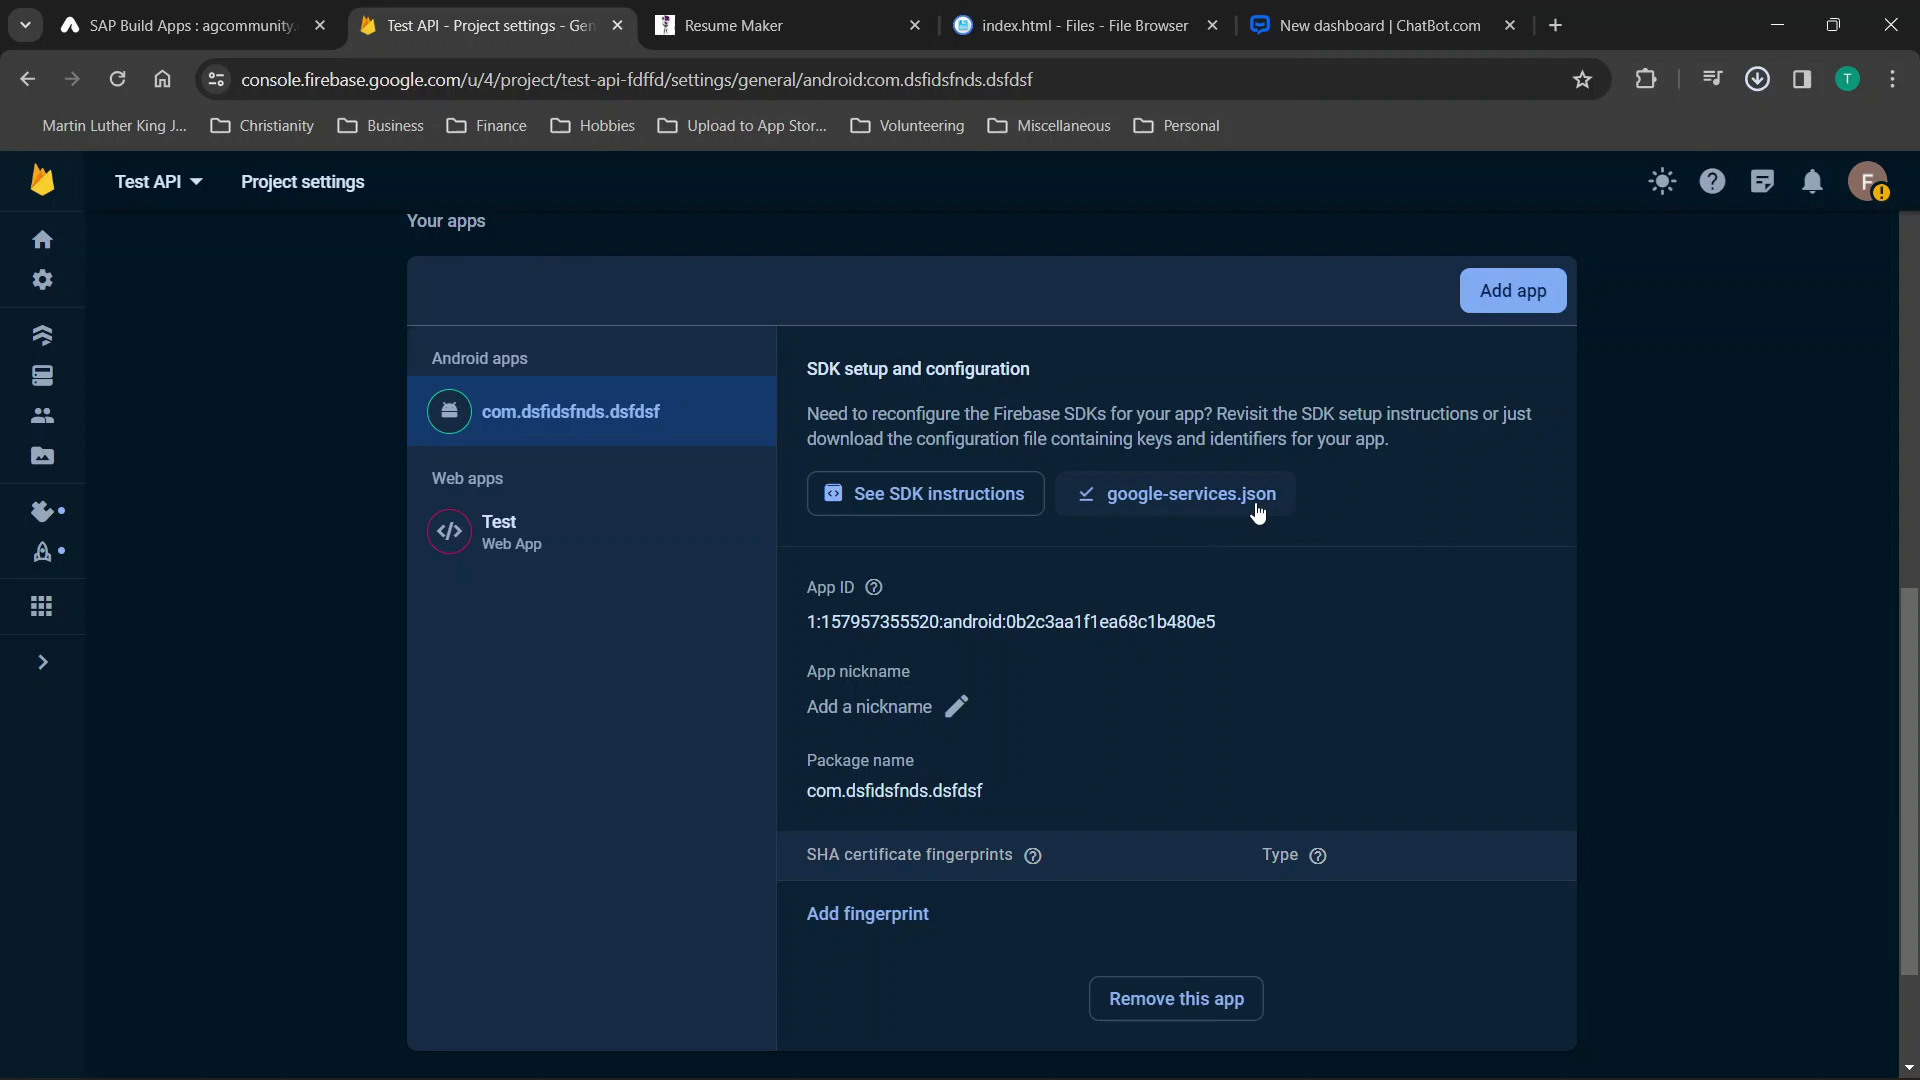 SAP Build Apps : agcommunity.
Test API - Project settings - Gen
Resume Maker
index.html - Files - File Browser
New dashboard | ChatBot.com
console.firebase.google.com/u/4/project/test-api-fdffd/settings/general/android:com.dsfidsfnds.dsfdsf
T
Martin Luther King J...
Christianity
Business
Finance
Hobbies
Upload to App Stor...
Volunteering
Miscellaneous
Personal
Test API
Project settings
F
Your apps
Add app
Android apps
com.dsfidsfnds.dsfdsf
Web apps
Test
Web App
SDK setup and configuration
Need to reconfigure the Firebase SDKs for your app? Revisit the SDK setup instructions or just
download the configuration file containing keys and identifiers for your app.
See SDK instructions
google-services.json
App ID
1:157957355520:android:0b2c3aa1f1ea68c1b480e5
App nickname
Add a nickname
Package name
com.dsfidsfnds.dsfdsf
SHA certificate fingerprints
Type
Add fingerprint
Remove this app